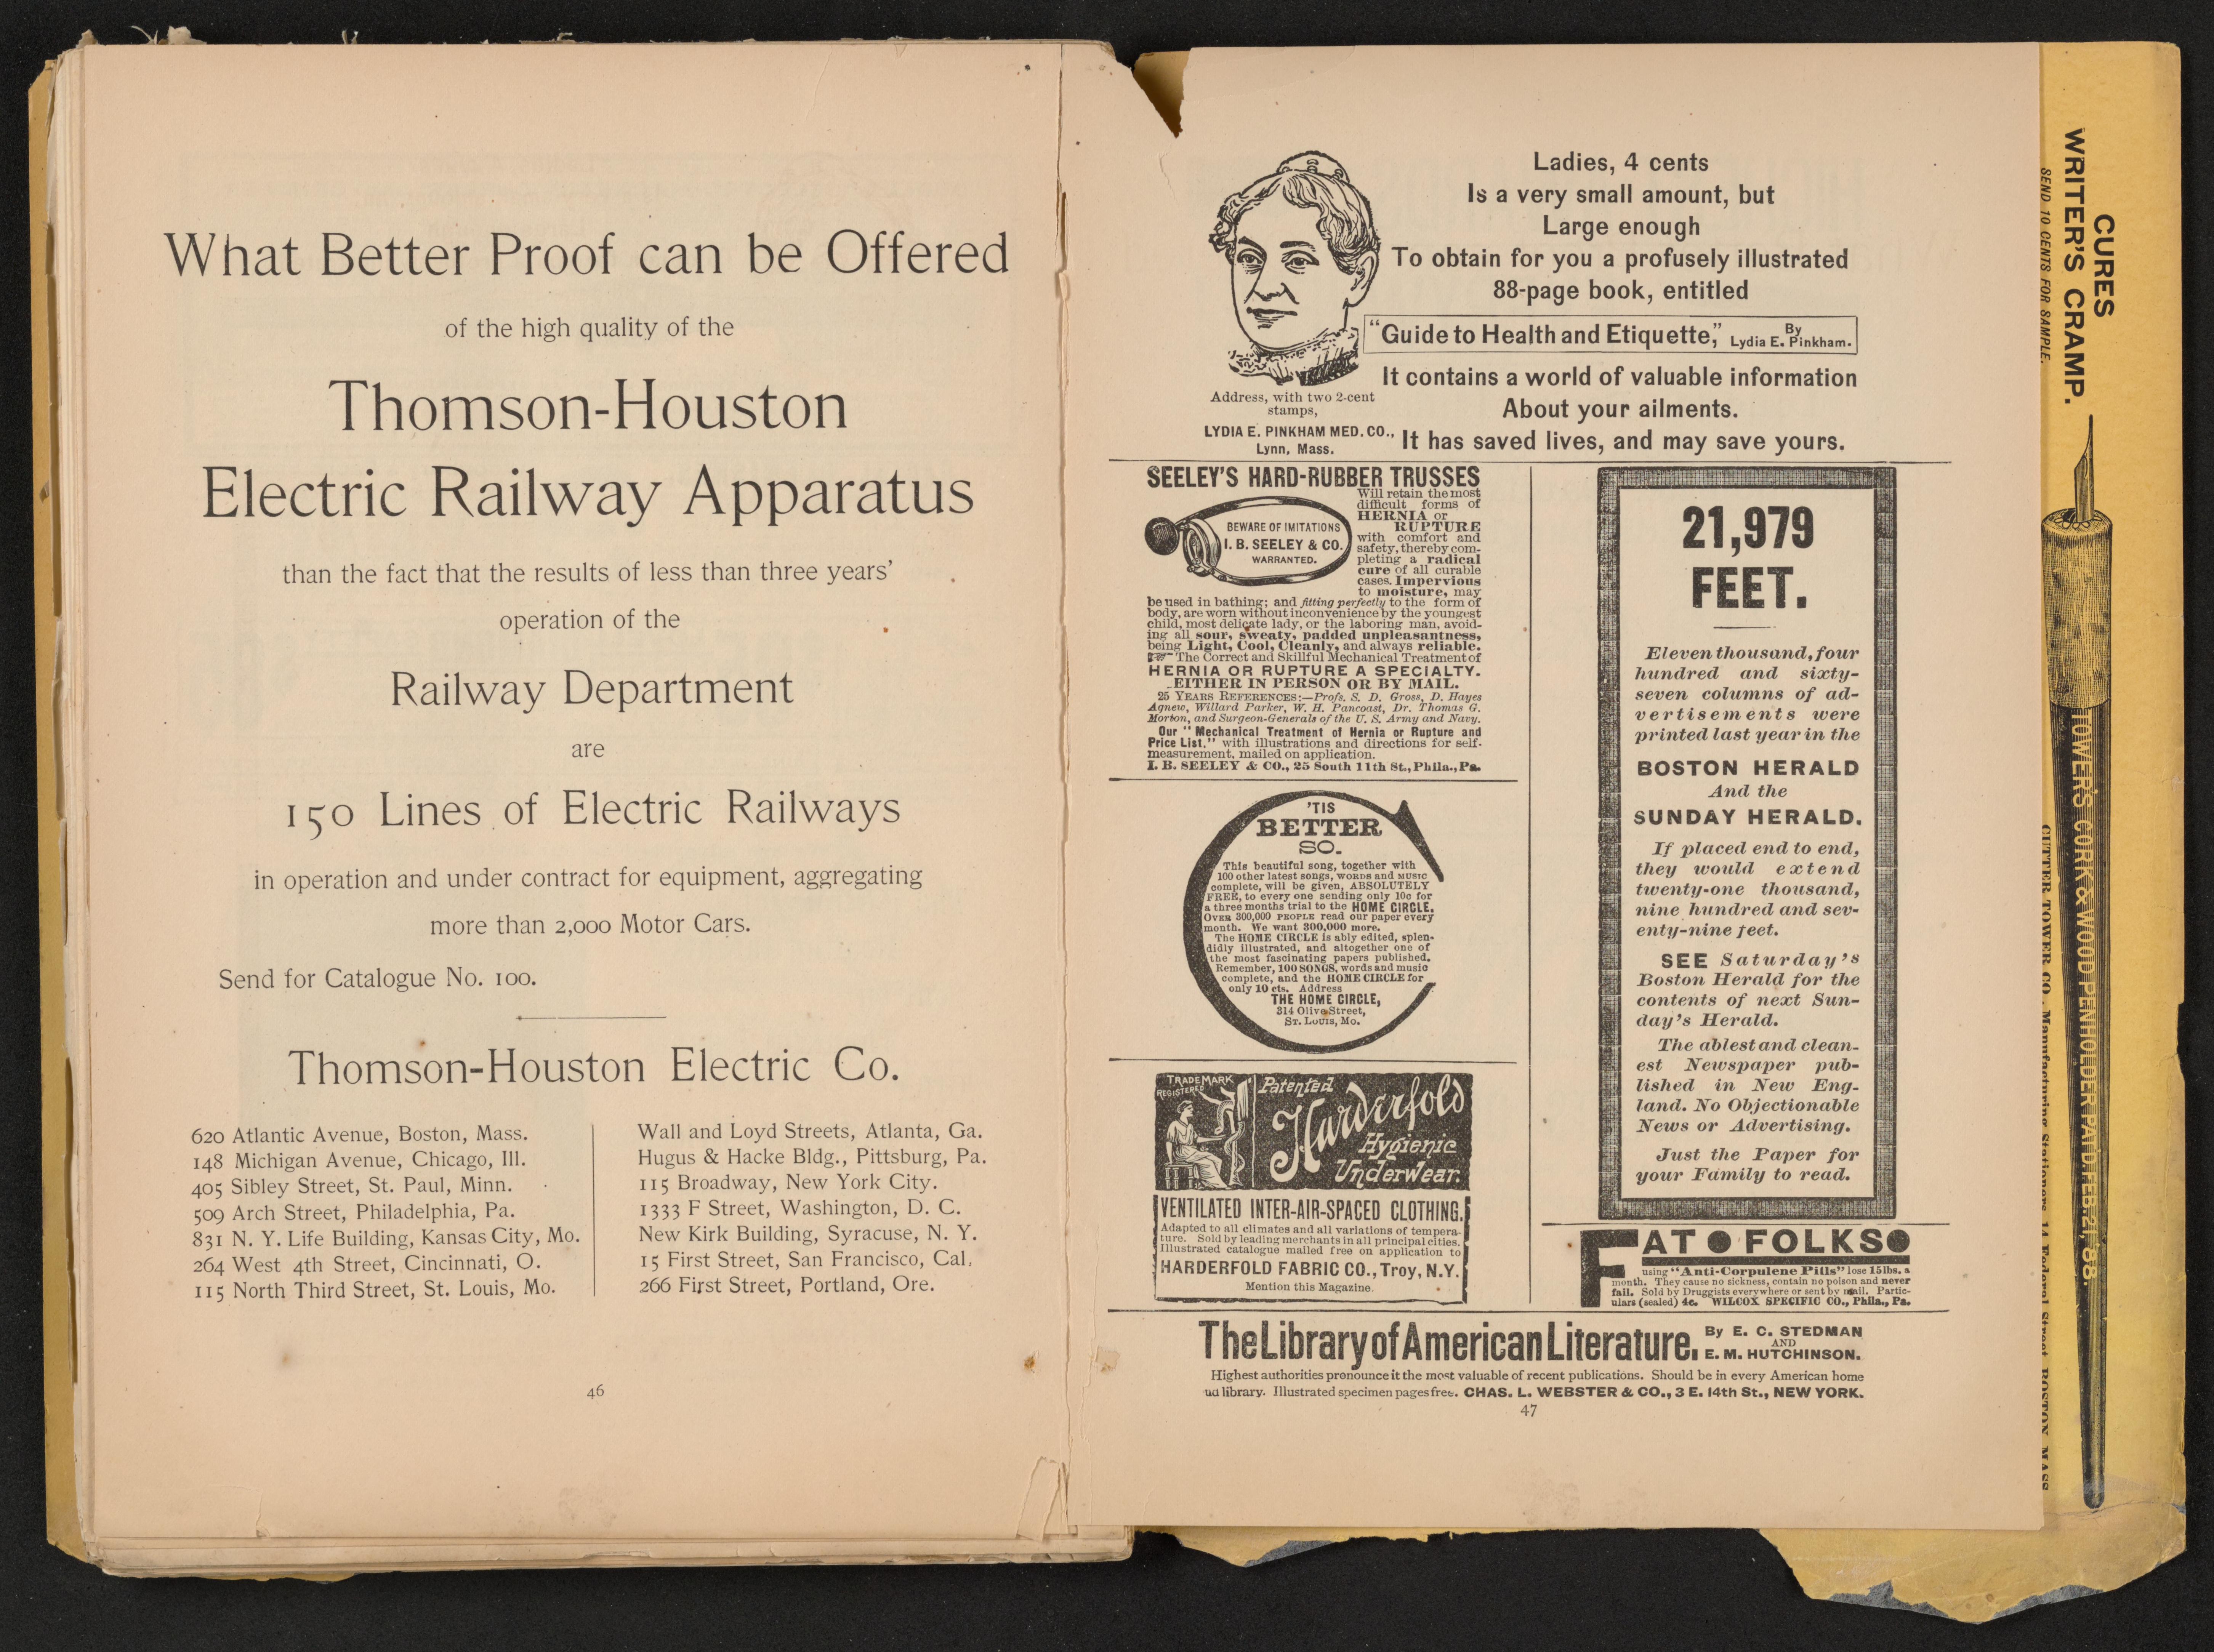 What Better Proof can be Offered
of the high quality of the
Thomson-Houston
Electric Railway Apparatus
than the fact that the results of less than three years'
operation of the
Railway Department
are
150 Lines of Electric Railways
in operation and under contract for equipment, aggregating
more than 2,000 Motor Cars.
Send for Catalogue No. 100.
Thomson-Houston Electric Co.
620 Atlantic Avenue, Boston, Mass.
148 Michigan Avenue, Chicago, Ill.
405 Sibley Street, St. Paul, Minn.
509 Arch Street, Philadelphia, Pa.
831 N. Y. Life Building, Kansas City, Mo.
264 West 4th Street, Cincinnati, O.
115 North Third Street, St. Louis, Mo.
Wall and Loyd Streets, Atlanta, Ga.
Hugus & Hacke Bldg., Pittsburg, Pa.
115 Broadway, New York City.
1333 F Street, Washington, D. C.
New Kirk Building, Syracuse, N. Y.
15 First Street, San Francisco, Cal.
266 First Street, Portland, Ore.
46
Ladies, 4 cents
Is a very small amount, but
Large enough
To obtain for you a profusely illustrated
88-page book, entitled
"Guide to Health and Etiquette," By Lydia E. Pinkham.
It contains a world of valuable information
About your ailments.
It has saved lives, and may save yours.
Address, with two 2-cent
stamps,
LYDIA E. PINKHAM MED. CO.,
Lynn, Mass.
SEELEY'S HARD-RUBBER TRUSSES
BEWARE OF IMITATIONS
I. B. SEELEY & CO.
WARRANTED.
Will retain the most
difficult forms of
HERNIA or
RUPTURE
with comfort and
safety, thereby com-
pleting a radical
cure of all curable
cases. Impervious
to moisture, may
be used in bathing; and fitting perfectly to the form of
body, are worn without inconvenience by the youngest
child, most delicate lady, or the laboring man, avoid-
ing all sour, sweaty, padded unpleasantness,
being Light, Cool, Cleanly, and always reliable.
☞ The Correct and Skillful Mechanical Treatment of
HERNIA OR RUPTURE A SPECIALTY.
EITHER IN PERSON OR BY MAIL.
25 YEARS REFERENCES:—Profs. S. D. Gross, D. Hayes
Agnew, Willard Parker, W. H. Pancoast, Dr. Thomas G.
Morton, and Surgeon-Generals of the U. S. Army and Navy.
Our "Mechanical Treatment of Hernia or Rupture and
Price List," with illustrations and directions for self-
measurement, mailed on application.
I. B. SEELEY & CO., 25 South 11th St., Phila., Pa.
'TIS
BETTER
SO.
This beautiful song, together with
100 other latest songs, WORDS and MUSIC
complete, will be given, ABSOLUTELY
FREE, to every one sending only 10c for
a three months trial to the HOME CIRCLE.
OVER 300,000 PEOPLE read our paper every
month. We want 300,000 more.
The HOME CIRCLE is ably edited, splen-
didly illustrated, and altogether one of
the most fascinating papers published.
Remember, 100 SONGS, words and music
complete, and the HOME CIRCLE for
only 10 cts. Address
THE HOME CIRCLE,
314 Olive Street,
ST. LOUIS, MO.
TRADE MARK
REGISTERED
Patented
Harderfold
Hygienic
Underwear.
VENTILATED INTER-AIR-SPACED CLOTHING.
Adapted to all climates and all variations of tempera-
ture. Sold by leading merchants in all principal cities.
Illustrated catalogue mailed free on application to
HARDERFOLD FABRIC CO., Troy, N.Y.
Mention this Magazine.
21,979
FEET.
Eleven thousand, four
hundred and sixty-
seven columns of ad-
vertisements were
printed last year in the
BOSTON HERALD
And the
SUNDAY HERALD.
If placed end to end,
they would extend
twenty-one thousand,
nine hundred and sev-
enty-nine feet.
SEE Saturday's
Boston Herald for the
contents of next Sun-
day's Herald.
The ablest and clean-
est Newspaper pub-
lished in New Eng-
land. No Objectionable
News or Advertising.
Just the Paper for
your Family to read.
FAT FOLKS
using "Anti-Corpulene Pills" lose 15 lbs. a
month. They cause no sickness, contain no poison and never
fail. Sold by Druggists everywhere or sent by mail. Partic-
ulars (sealed) 4c. WILCOX SPECIFIC CO., Phila., Pa.
The Library of American Literature. By E. C. STEDMAN
AND
E. M. HUTCHINSON.
Highest authorities pronounce it the most valuable of recent publications. Should be in every American home
library. Illustrated specimen pages free. CHAS. L. WEBSTER & CO., 3 E. 14th St., NEW YORK.
47
CURES
WRITER'S CRAMP.
SEND 10 CENTS FOR SAMPLE.
TOWER'S CORK & WOOD PENHOLDER PAT'D. FEB. 21, '88.
CUTTER TOWER CO., Manufacturing Stationers, 14 Federal Street, BOSTON, MASS